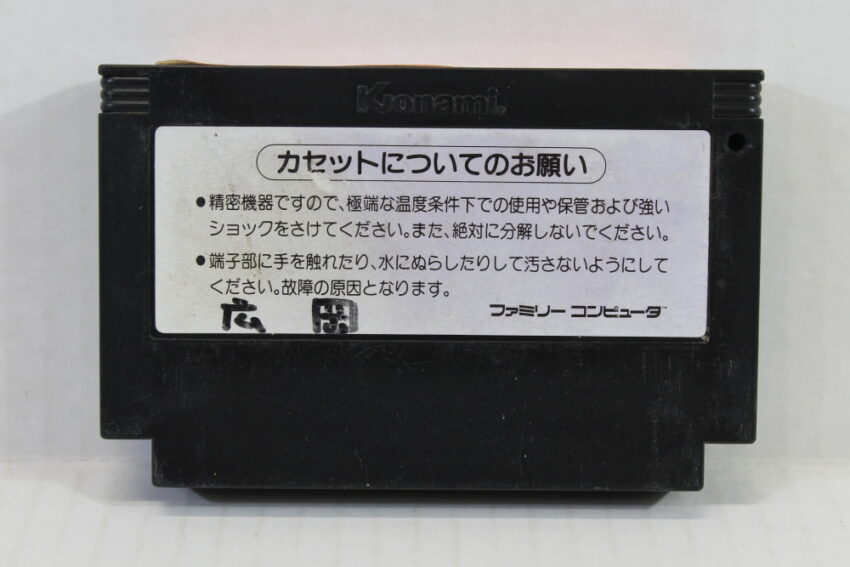 Konami
カセットについてのお願い
●精密機器ですので、極端な温度条件下での使用や保管および強い
ショックをさけてください。また、絶対に分解しないでください。
●端子部に手を触れたり、水にぬらしたりして汚さないようにして
ください。故障の原因となります。
広 岡
ファミリー コンピュータ™